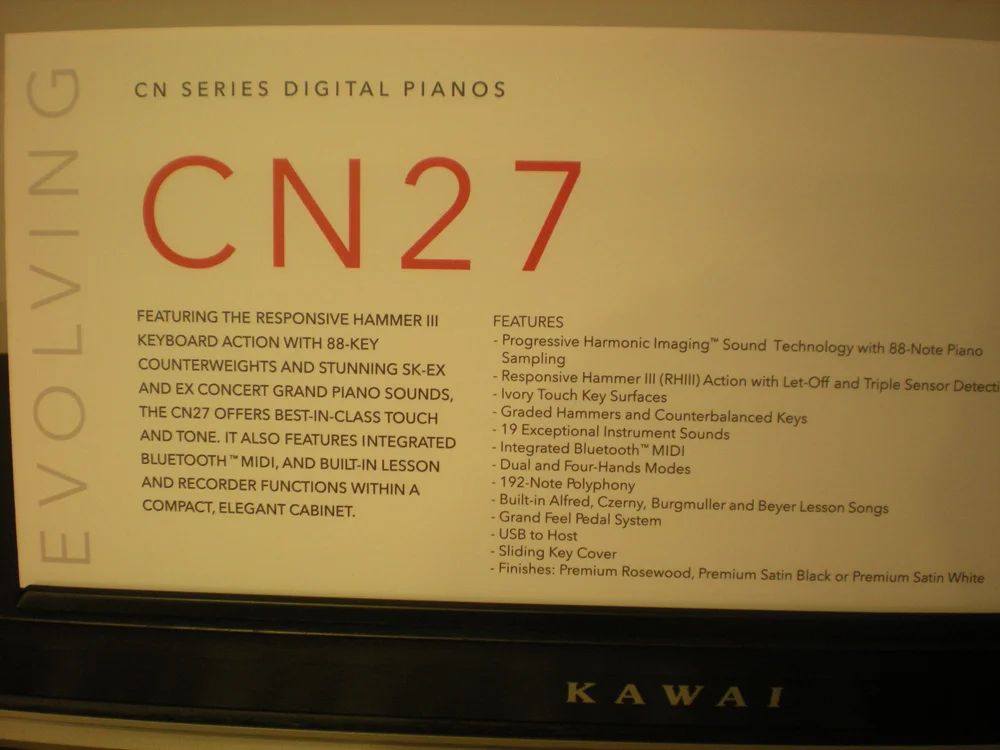 EVOLVING
CN SERIES DIGITAL PIANOS
CN27
FEATURING THE RESPONSIVE HAMMER III
KEYBOARD ACTION WITH 88-KEY
COUNTERWEIGHTS AND STUNNING SK-EX
AND EX CONCERT GRAND PIANO SOUNDS,
THE CN27 OFFERS BEST-IN-CLASS TOUCH
AND TONE. IT ALSO FEATURES INTEGRATED
BLUETOOTH™ MIDI, AND BUILT-IN LESSON
AND RECORDER FUNCTIONS WITHIN A
COMPACT, ELEGANT CABINET.
FEATURES
- Progressive Harmonic Imaging™ Sound Technology with 88-Note Piano
Sampling
- Responsive Hammer III (RHIII) Action with Let-Off and Triple Sensor Detecti
- Ivory Touch Key Surfaces
- Graded Hammers and Counterbalanced Keys
- 19 Exceptional Instrument Sounds
- Integrated Bluetooth™ MIDI
- Dual and Four-Hands Modes
- 192-Note Polyphony
- Built-in Alfred, Czerny, Burgmuller and Beyer Lesson Songs
- Grand Feel Pedal System
- USB to Host
- Sliding Key Cover
- Finishes: Premium Rosewood, Premium Satin Black or Premium Satin White
KAWAI